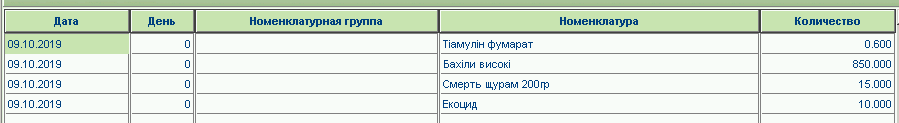 Дата День Номенклатурная группа Номенклатура Количество
09.10.2019 0 Тіамулін фумарат 0.600
09.10.2019 0 Бахіли високі 850.000
09.10.2019 0 Смерть щурам 200гр 15.000
09.10.2019 0 Екоцид 10.000